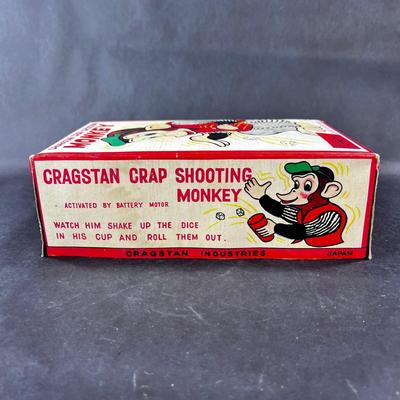 MONKEY
CRAGSTAN CRAP SHOOTING
MONKEY
ACTIVATED BY BATTERY MOTOR
WATCH HIM SHAKE UP THE DICE
IN HIS CUP AND ROLL THEM OUT.
CRAGSTAN INDUSTRIES JAPAN